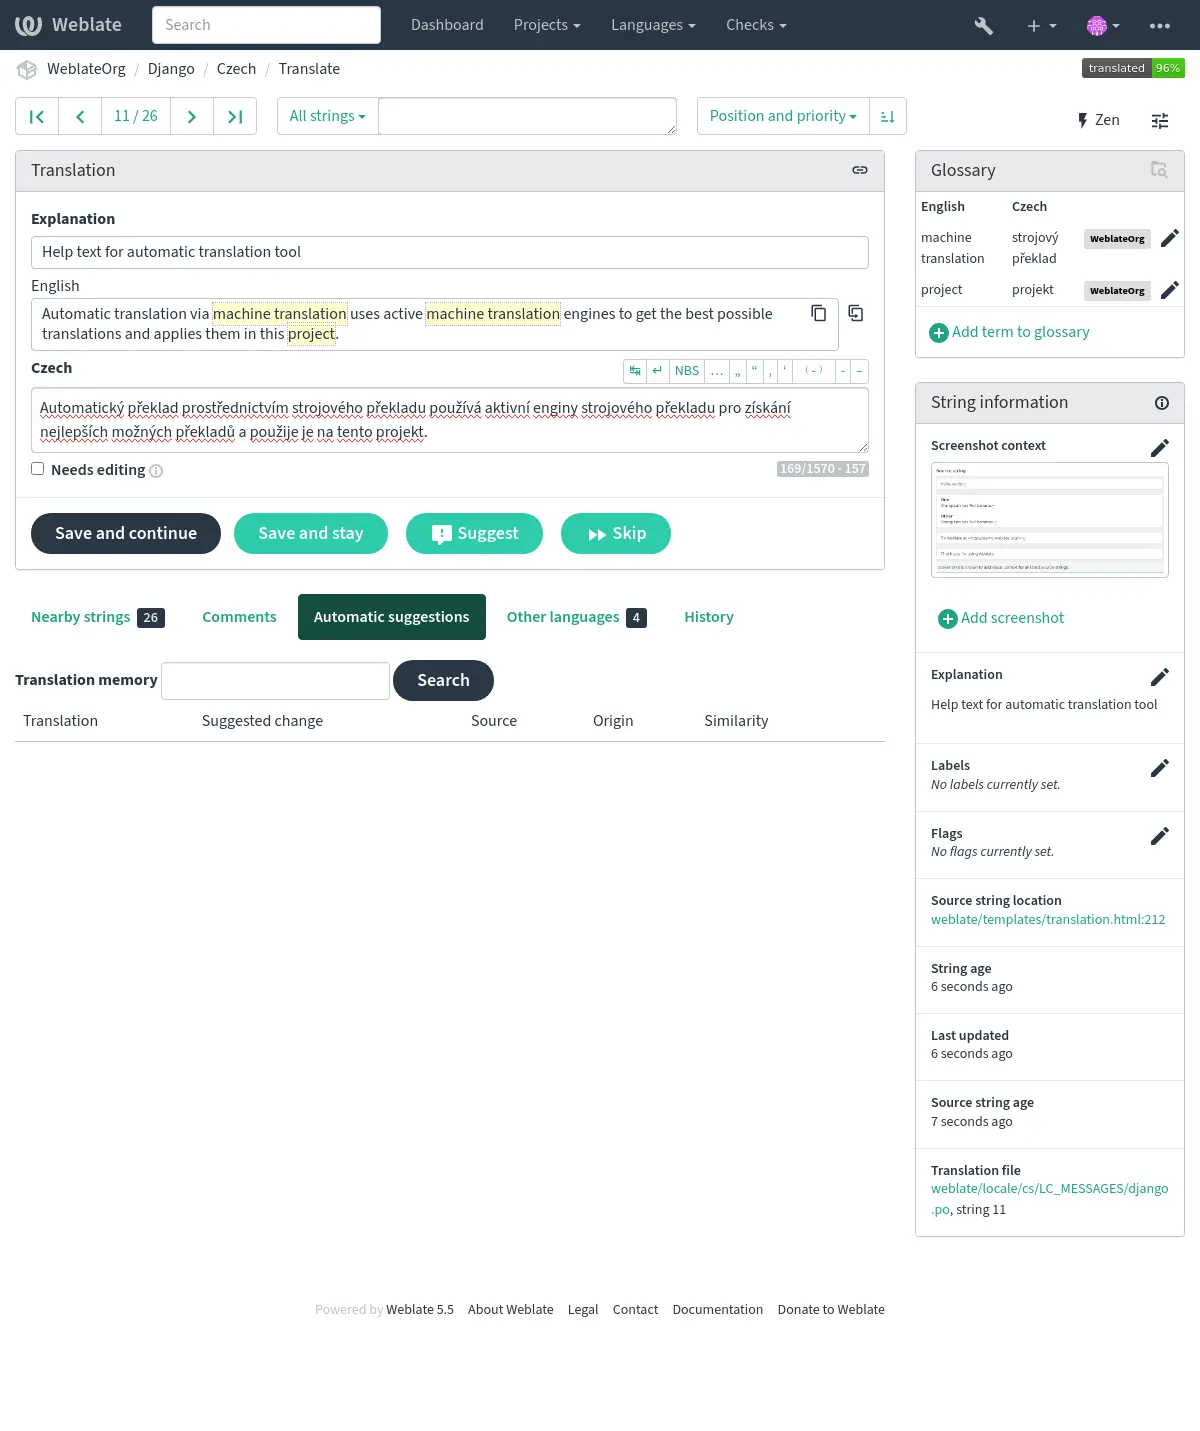 Weblate Search Dashboard Projects Languages Checks
WeblateOrg / Django / Czech / Translate translated 96%
11 / 26 All strings Position and priority Zen
Translation
Explanation
Help text for automatic translation tool
English
Automatic translation via machine translation uses active machine translation engines to get the best possible
translations and applies them in this project.
Czech NBS … „ “ ‚ ‘ (-) - –
Automatický překlad prostřednictvím strojového překladu používá aktivní enginy strojového překladu pro získání
nejlepších možných překladů a použije je na tento projekt.
Needs editing 169/1570 · 157
Save and continue Save and stay Suggest Skip
Nearby strings 26 Comments Automatic suggestions Other languages 4 History
Translation memory Search
Translation Suggested change Source Origin Similarity
Glossary
English Czech
machine strojový WeblateOrg
translation překlad
project projekt WeblateOrg
Add term to glossary
String information
Screenshot context
Source string
One
Other
Thank you for using Weblate.
Add screenshot
Explanation
Help text for automatic translation tool
Labels
No labels currently set.
Flags
No flags currently set.
Source string location
weblate/templates/translation.html:212
String age
6 seconds ago
Last updated
6 seconds ago
Source string age
7 seconds ago
Translation file
weblate/locale/cs/LC_MESSAGES/django
.po, string 11
Powered by Weblate 5.5 About Weblate Legal Contact Documentation Donate to Weblate